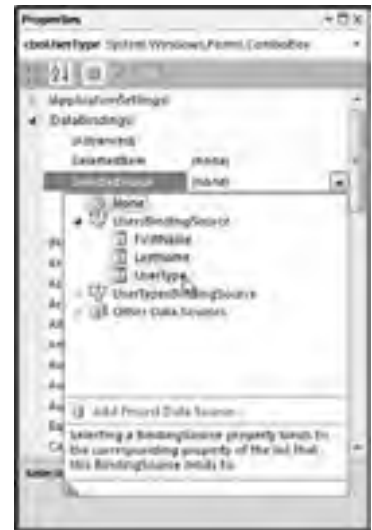 Properties
cboUserType System.Windows.Forms.ComboBox
(ApplicationSettings)
(DataBindings)
(Advanced)
SelectedItem (none)
SelectedValue (none)
None
UsersBindingSource
FirstName
LastName
UserType
UserTypesBindingSource
Other Data Sources
Add Project Data Source...
Selecting a BindingSource property binds to
the corresponding property of the list that
this BindingSource binds to.